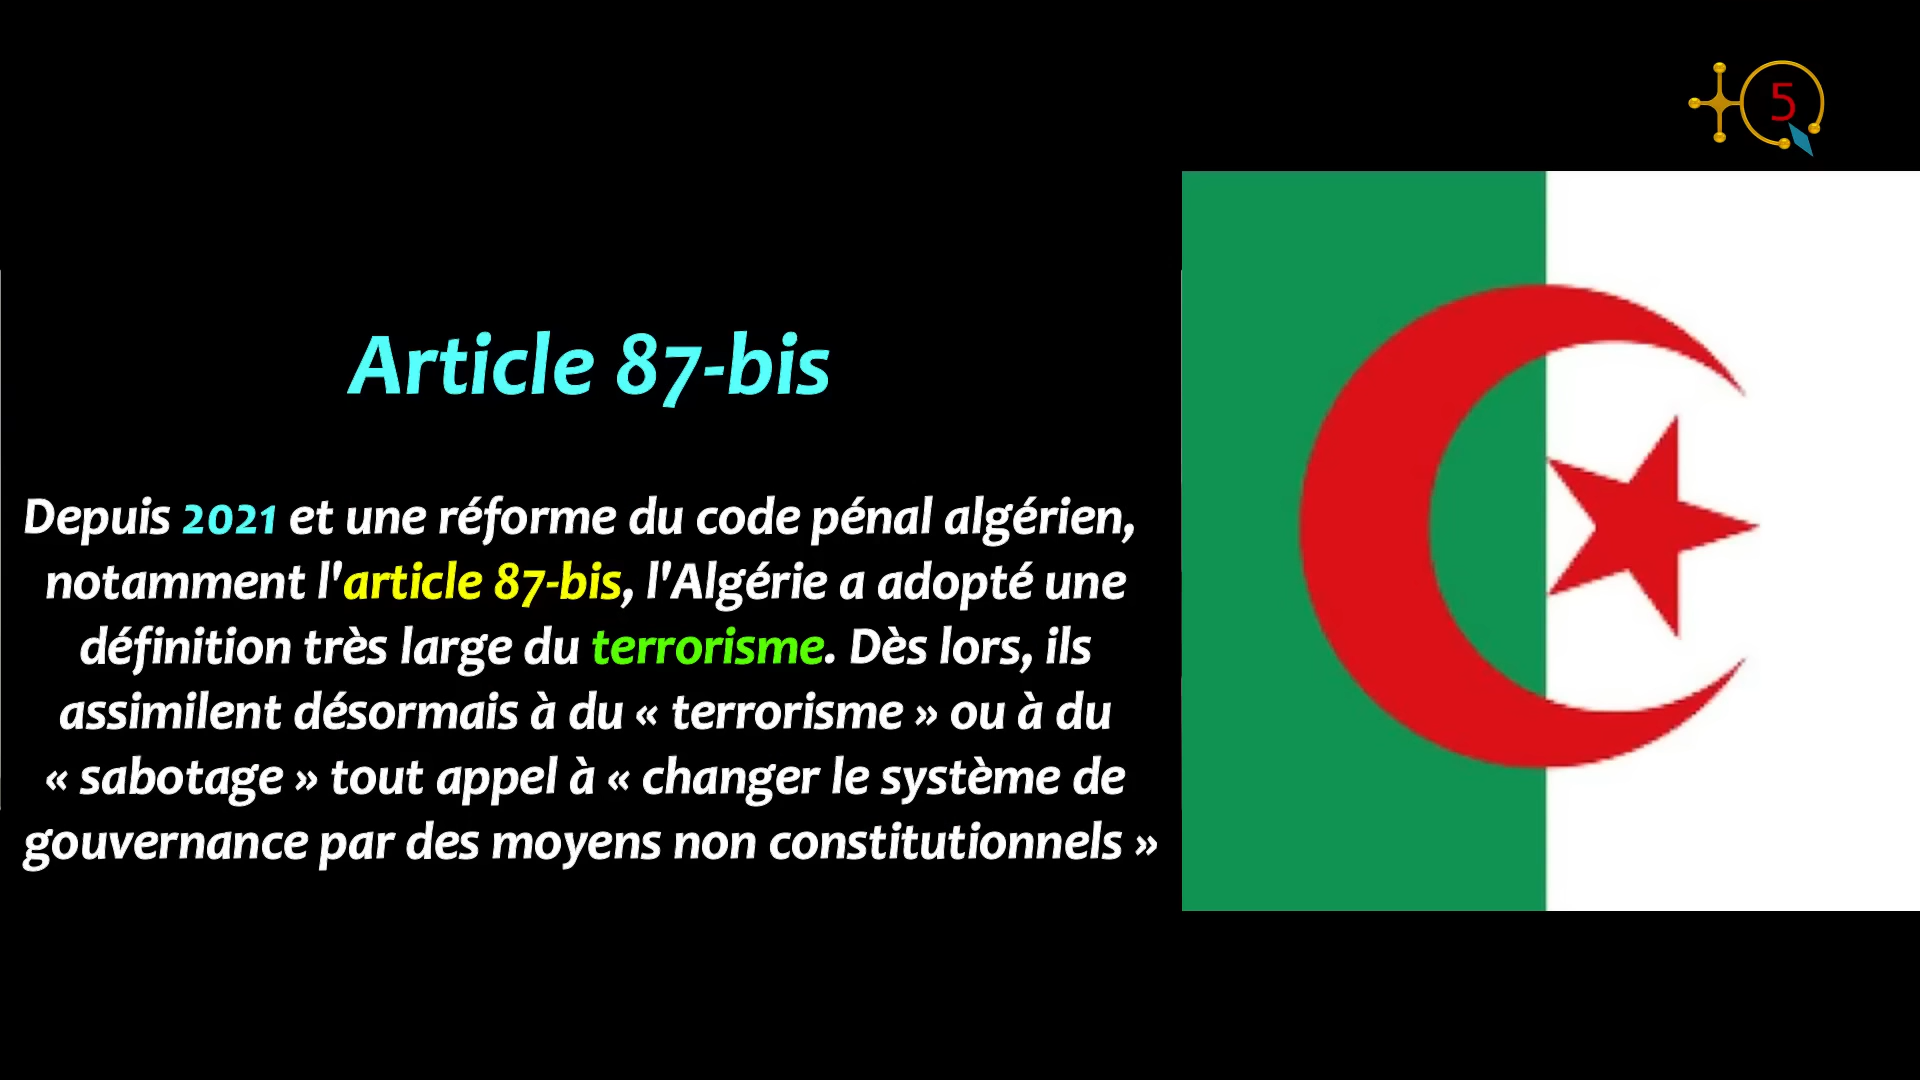 5
Article 87-bis
Depuis 2021 et une réforme du code pénal algérien,
notamment l'article 87-bis, l'Algérie a adopté une
définition très large du terrorisme. Dès lors, ils
assimilent désormais à du « terrorisme » ou à du
« sabotage » tout appel à « changer le système de
gouvernance par des moyens non constitutionnels »